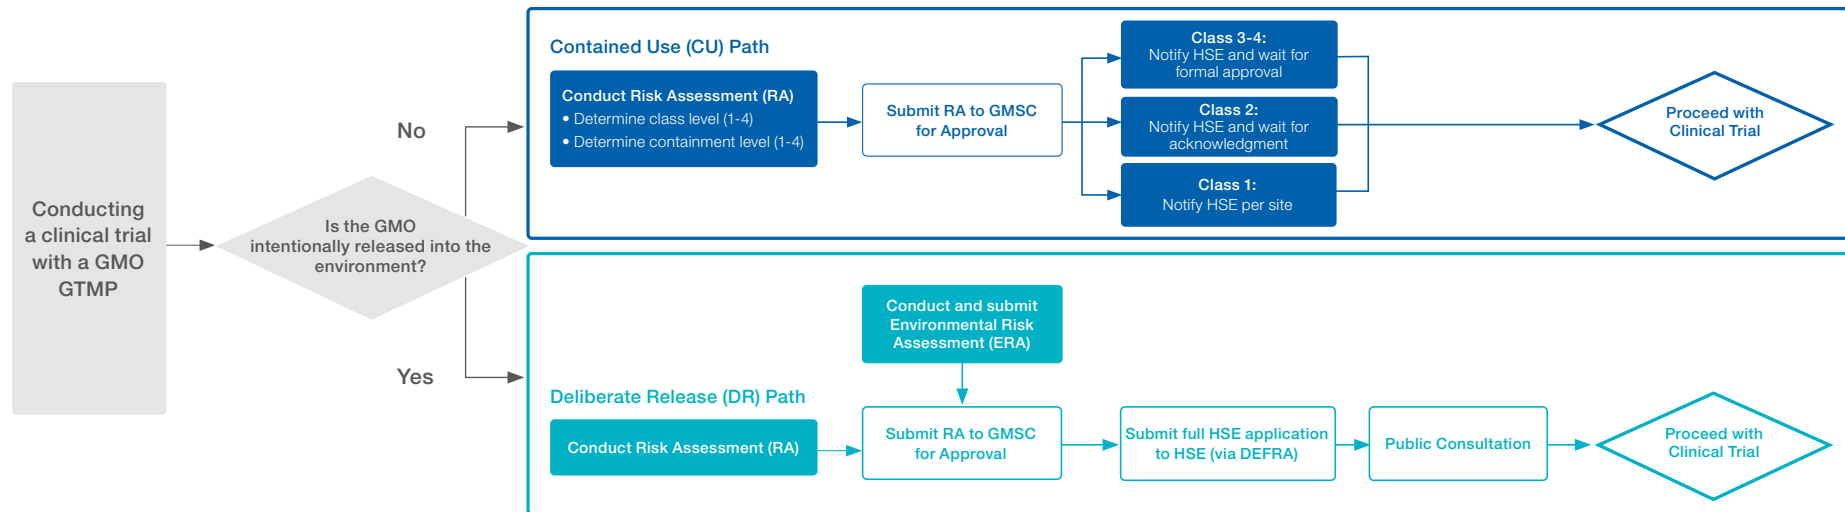 Conducting
a clinical trial
with a GMO
GTMP
Is the GMO
intentionally released into the
environment?
No
Yes
Contained Use (CU) Path
Conduct Risk Assessment (RA)
• Determine class level (1-4)
• Determine containment level (1-4)
Submit RA to GMSC
for Approval
Class 3-4:
Notify HSE and wait for
formal approval
Class 2:
Notify HSE and wait for
acknowledgment
Class 1:
Notify HSE per site
Proceed with
Clinical Trial
Deliberate Release (DR) Path
Conduct Risk Assessment (RA)
Conduct and submit
Environmental Risk
Assessment (ERA)
Submit RA to GMSC
for Approval
Submit full HSE application
to HSE (via DEFRA)
Public Consultation
Proceed with
Clinical Trial